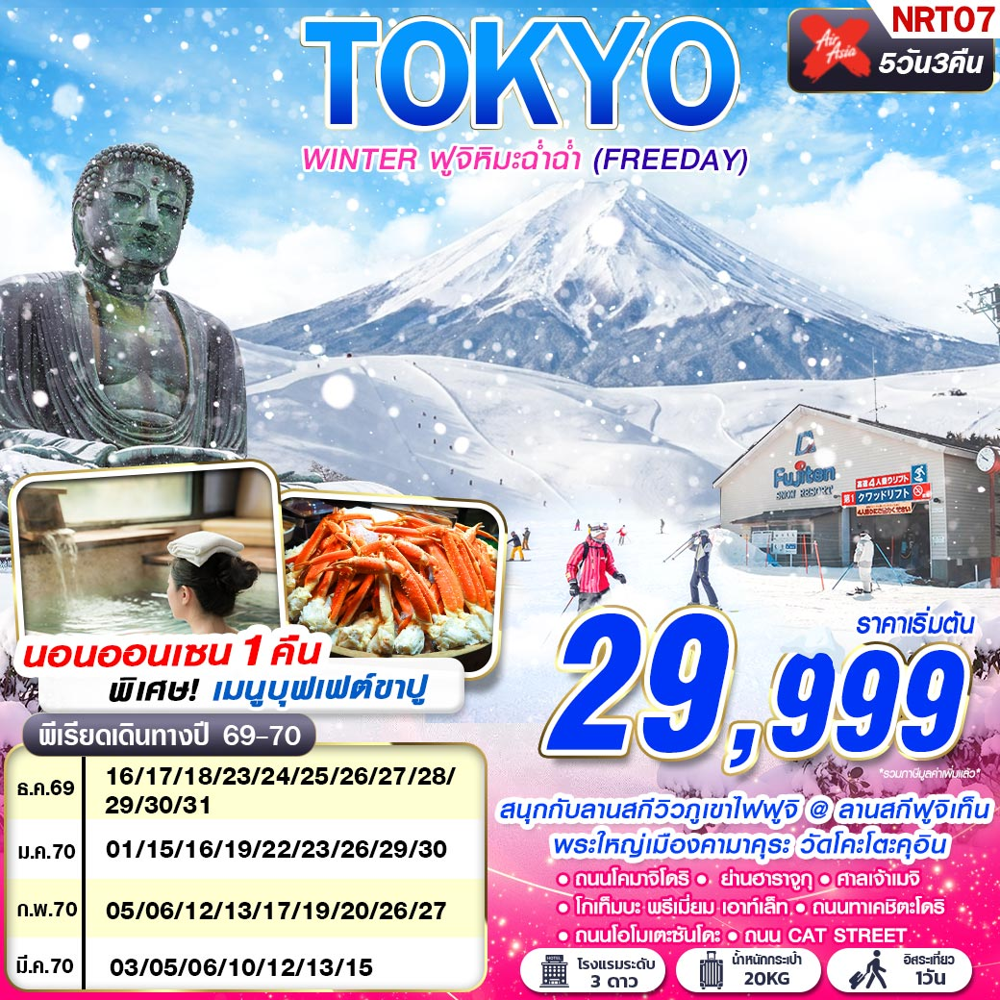 TOKYO
WINTER ฟูจิหิมะฉ่ำฉ่ำ (FREEDAY)
Air Asia
NRT07
5วัน3คืน
Fujiten
SNOW RESORT
高速4人乗りリフト
第1 クワッドリフト
นอนออนเซน 1 คืน
พิเศษ! เมนูบุฟเฟต์ขาปู
ราคาเริ่มต้น
29,999
*รวมภาษีมูลค่าเพิ่มแล้ว*
พีเรียดเดินทางปี 69-70
ธ.ค.69 16/17/18/23/24/25/26/27/28/
29/30/31
ม.ค.70 01/15/16/19/22/23/26/29/30
ก.พ.70 05/06/12/13/17/19/20/26/27
มี.ค.70 03/05/06/10/12/13/15
สนุกกับลานสกีวิวภูเขาไฟฟูจิ @ ลานสกีฟูจิเท็น
พระใหญ่เมืองคามาคุระ วัดโคะโตะคุอิน
• ถนนโคมาจิโดริ • ย่านฮาราจูกุ • ศาลเจ้าเมจิ
• โกเท็มบะ พรีเมี่ยม เอาท์เล็ท • ถนนทาเคชิตะโดริ
• ถนนโอโมเตะซันโดะ • ถนน CAT STREET
HOTEL
โรงแรมระดับ
3 ดาว
น้ำหนักกระเป๋า
20KG
อิสระเที่ยว
1วัน